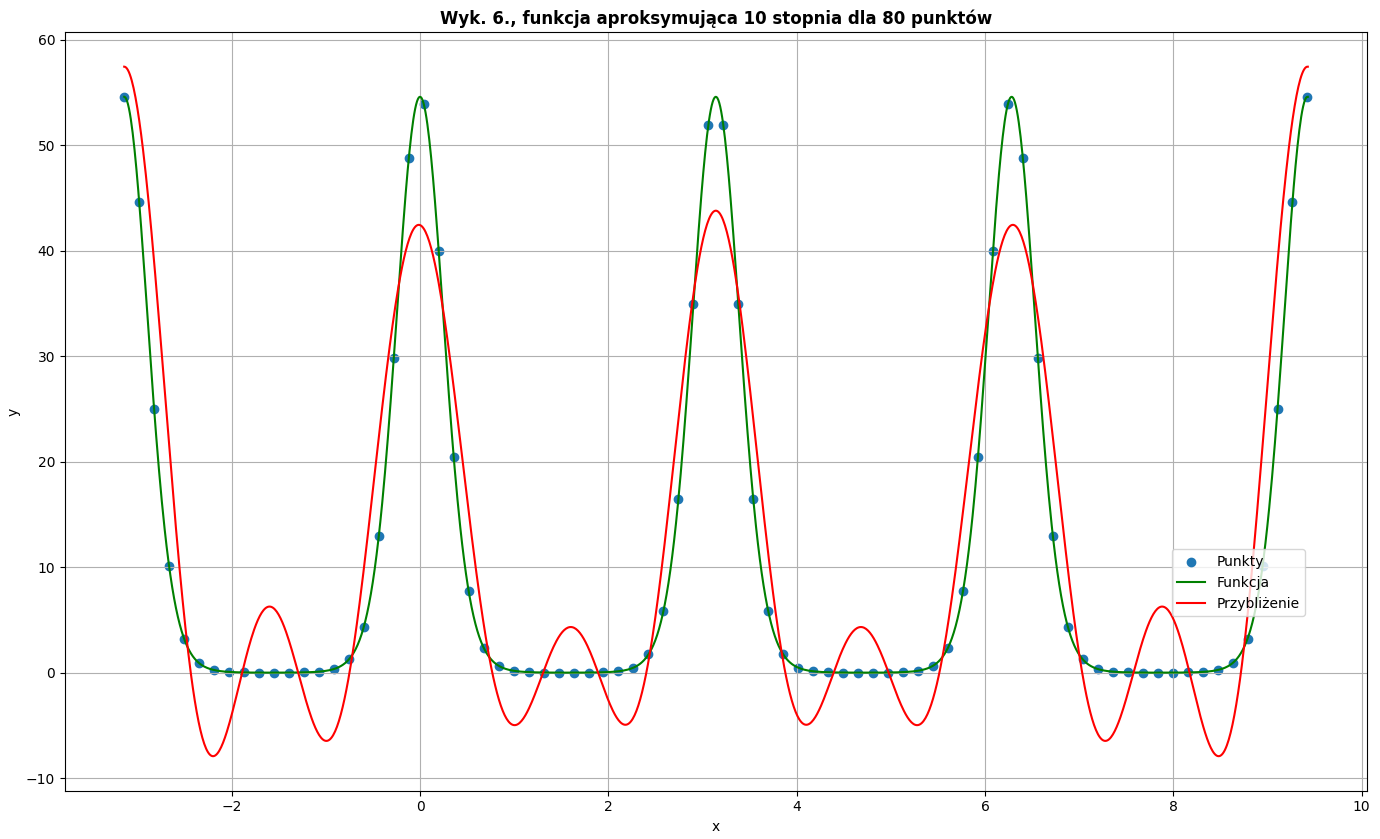 Wyk. 6., funkcja aproksymująca 10 stopnia dla 80 punktów
60
50
40
30
20
10
0
−10
y
−2
0
2
4
6
8
10
x
Punkty
Funkcja
Przybliżenie